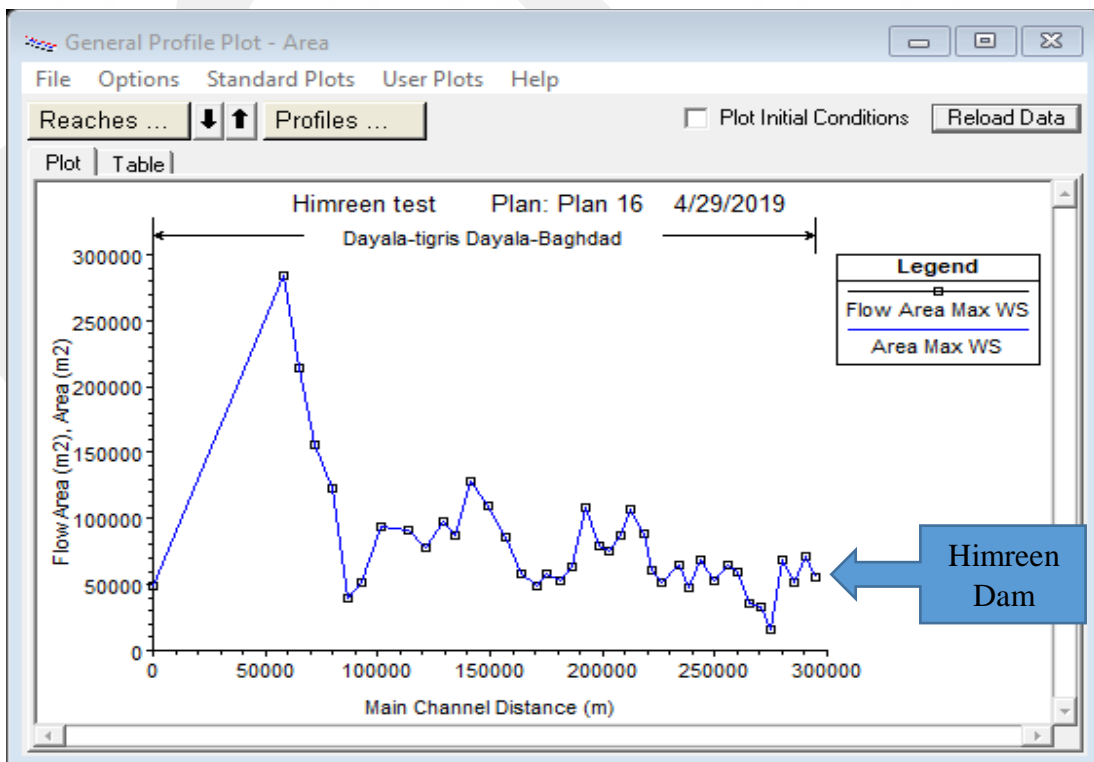 General Profile Plot - Area
File Options Standard Plots User Plots Help
Reaches ... Profiles ... Plot Initial Conditions Reload Data
Plot Table
Himreen test Plan: Plan 16 4/29/2019
Dayala-tigris Dayala-Baghdad
Legend
Flow Area Max WS
Area Max WS
Flow Area (m2), Area (m2)
300000
250000
200000
150000
100000
50000
0
0 50000 100000 150000 200000 250000 300000
Main Channel Distance (m)
Himreen
Dam